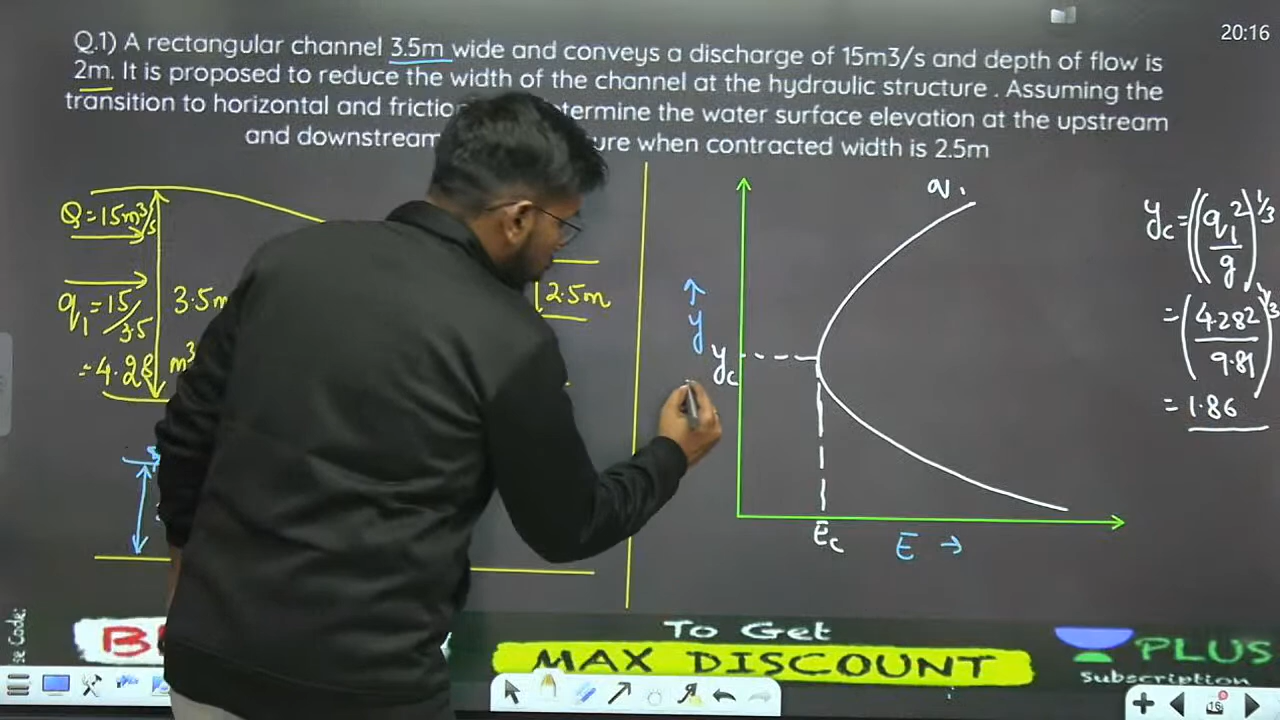 20:16
Q.1) A rectangular channel 3.5m wide and conveys a discharge of 15m3/s and depth of flow is
2m. It is proposed to reduce the width of the channel at the hydraulic structure . Assuming the
transition to horizontal and frictio termine the water surface elevation at the upstream
and downstream ure when contracted width is 2.5m
Q=15m³/s
q₁=15/3.5
=4.28 m³
3.5m
2.5m
q₁
↑
y
yc
Ec
E →
yc=((q₁²/g)^1/3
=(4.282/9.81)^1/3
=1.86
se Code:
To Get
MAX DISCOUNT
PLUS
Subscription